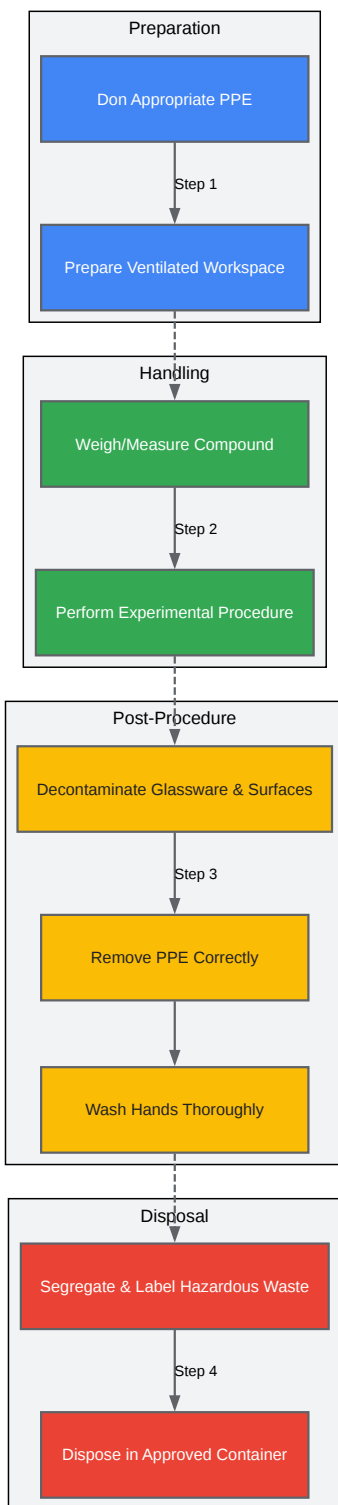 Preparation
Don Appropriate PPE
Step 1
Prepare Ventilated Workspace
Handling
Weigh/Measure Compound
Step 2
Perform Experimental Procedure
Post-Procedure
Decontaminate Glassware & Surfaces
Step 3
Remove PPE Correctly
Wash Hands Thoroughly
Disposal
Segregate & Label Hazardous Waste
Step 4
Dispose in Approved Container